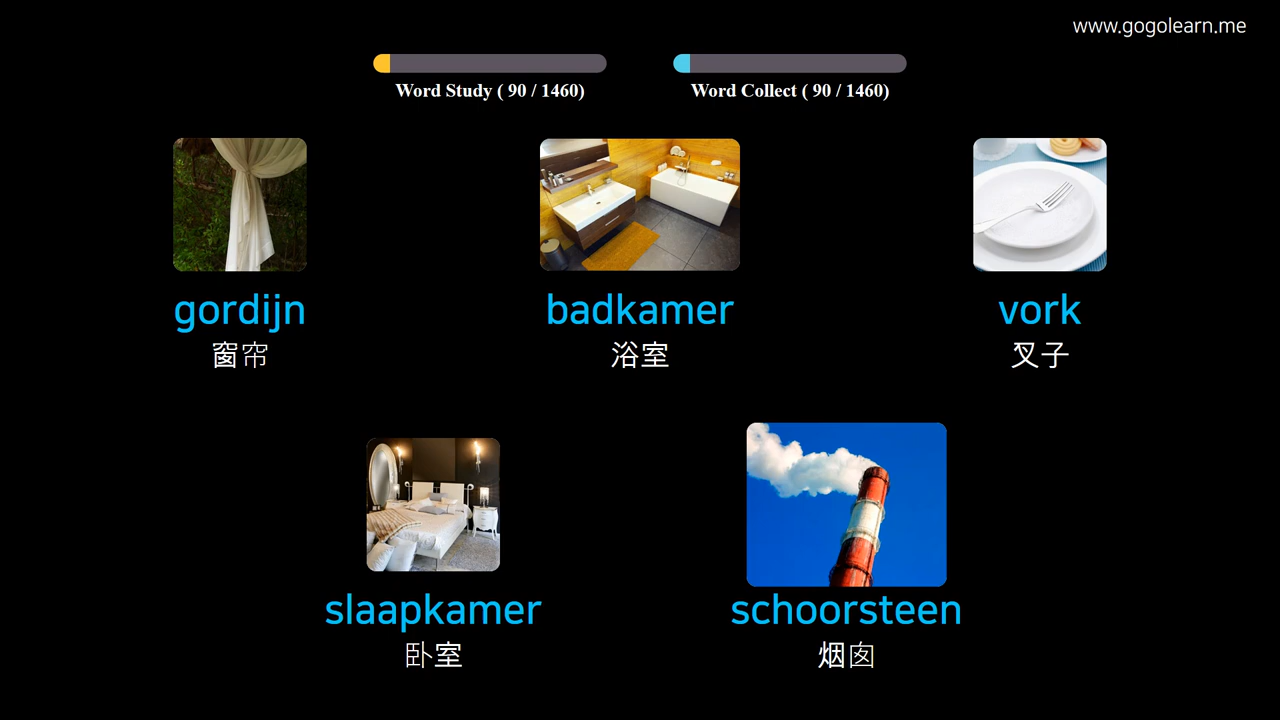 www.gogolearn.me
Word Study ( 90 / 1460)
Word Collect ( 90 / 1460)
gordijn
窗帘
badkamer
浴室
vork
叉子
slaapkamer
卧室
schoorsteen
烟囱